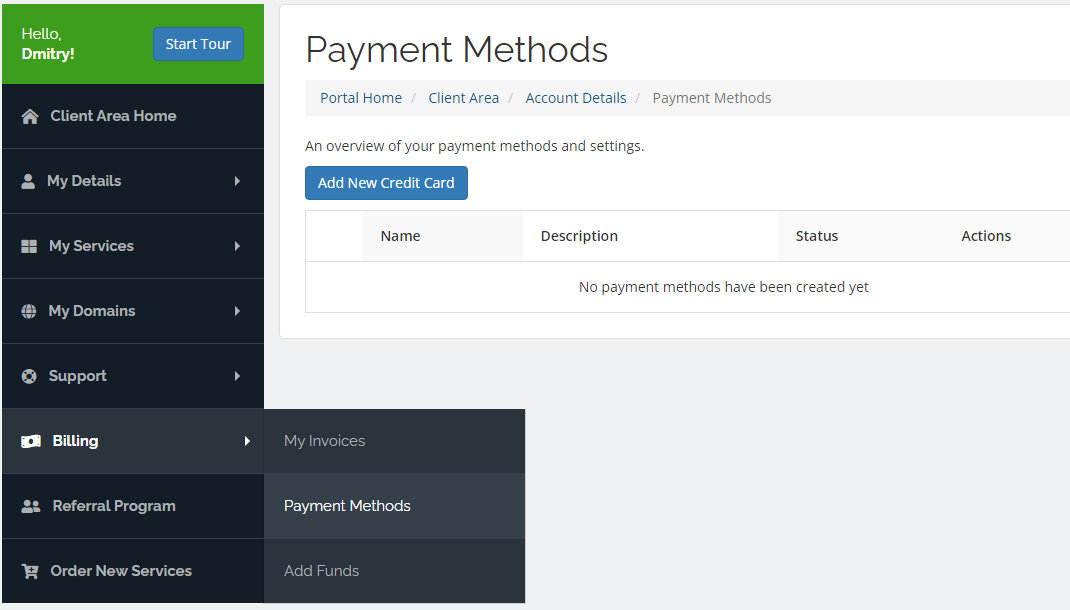 Hello,
Dmitry!
Start Tour
Client Area Home
My Details
My Services
My Domains
Support
Billing
Referral Program
Order New Services
My Invoices
Payment Methods
Add Funds
Payment Methods
Portal Home / Client Area / Account Details / Payment Methods
An overview of your payment methods and settings.
Add New Credit Card
Name Description Status Actions
No payment methods have been created yet